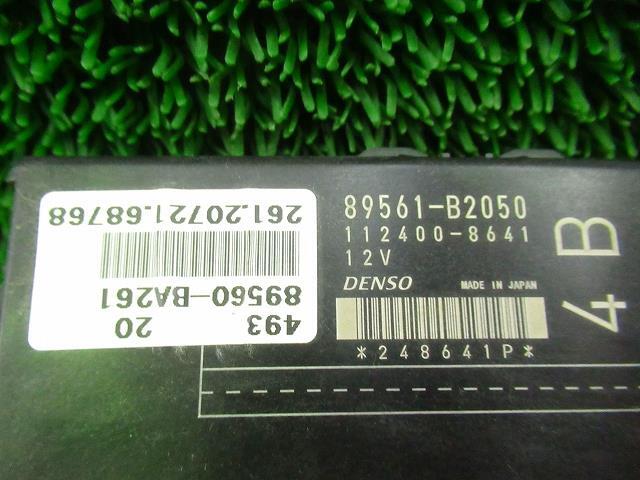 493
20
89560-BA261
261.20721.68768
89561-B2050
112400-8641
12V
DENSO MADE IN JAPAN
*248641P*
4B